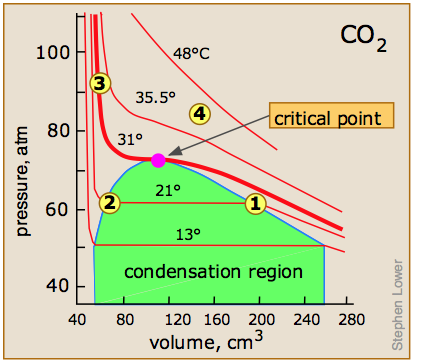 CO2
100
80
60
40
pressure, atm
48°C
35.5°
31°
21°
13°
3
4
2
1
critical point
condensation region
40 80 120 160 200 240 280
volume, cm3
Stephen Lower